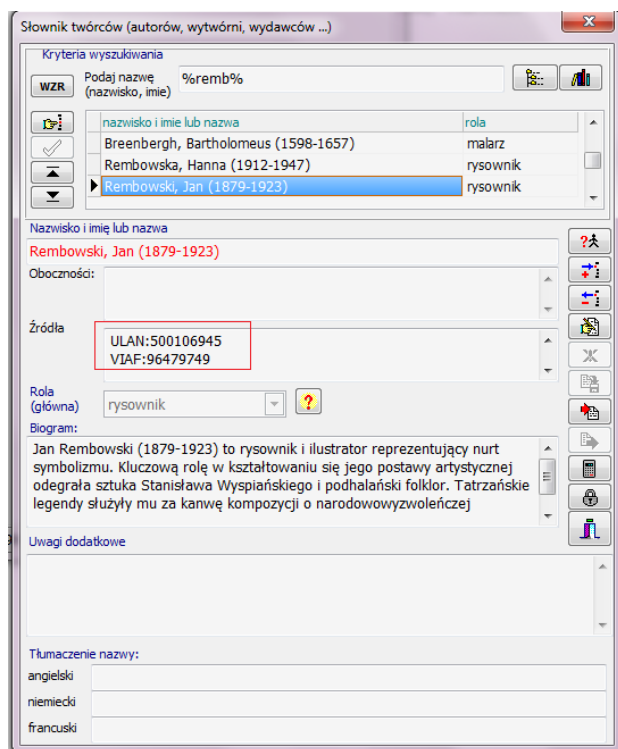 Słownik twórców (autorów, wytwórni, wydawców ...)
x
Kryteria wyszukiwania
WZR
Podaj nazwę
(nazwisko, imie)
%remb%
nazwisko i imie lub nazwa rola
Breenbergh, Bartholomeus (1598-1657) malarz
Rembowska, Hanna (1912-1947) rysownik
Rembowski, Jan (1879-1923) rysownik
Nazwisko i imię lub nazwa
Rembowski, Jan (1879-1923)
Oboczności:
Źródła
ULAN:500106945
VIAF:96479749
Rola
(główna)
rysownik
?
Biogram:
Jan Rembowski (1879-1923) to rysownik i ilustrator reprezentujący nurt
symbolizmu. Kluczową rolę w kształtowaniu się jego postawy artystycznej
odegrała sztuka Stanisława Wyspiańskiego i podhalański folklor. Tatrzańskie
legendy służyły mu za kanwę kompozycji o narodowowyzwoleńczej
Uwagi dodatkowe
Tłumaczenie nazwy:
angielski
niemiecki
francuski